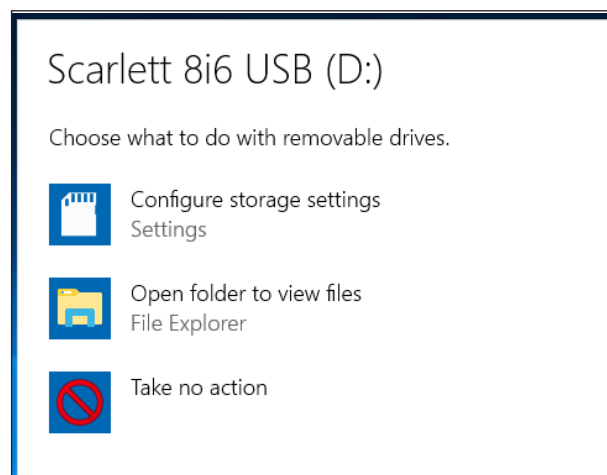 Scarlett 8i6 USB (D:)
Choose what to do with removable drives.
Configure storage settings
Settings
Open folder to view files
File Explorer
Take no action